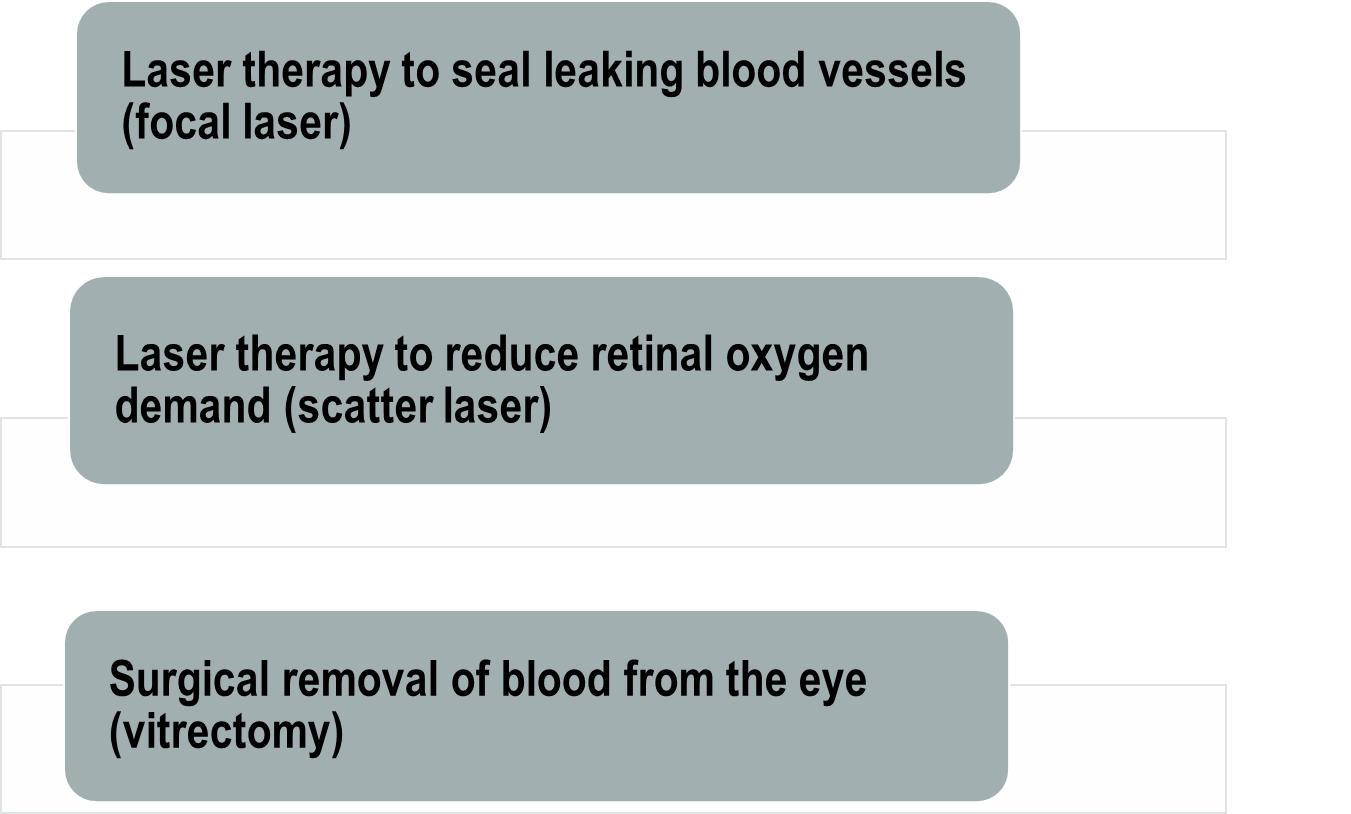 Laser therapy to seal leaking blood vessels
(focal laser)
Laser therapy to reduce retinal oxygen
demand (scatter laser)
Surgical removal of blood from the eye
(vitrectomy)